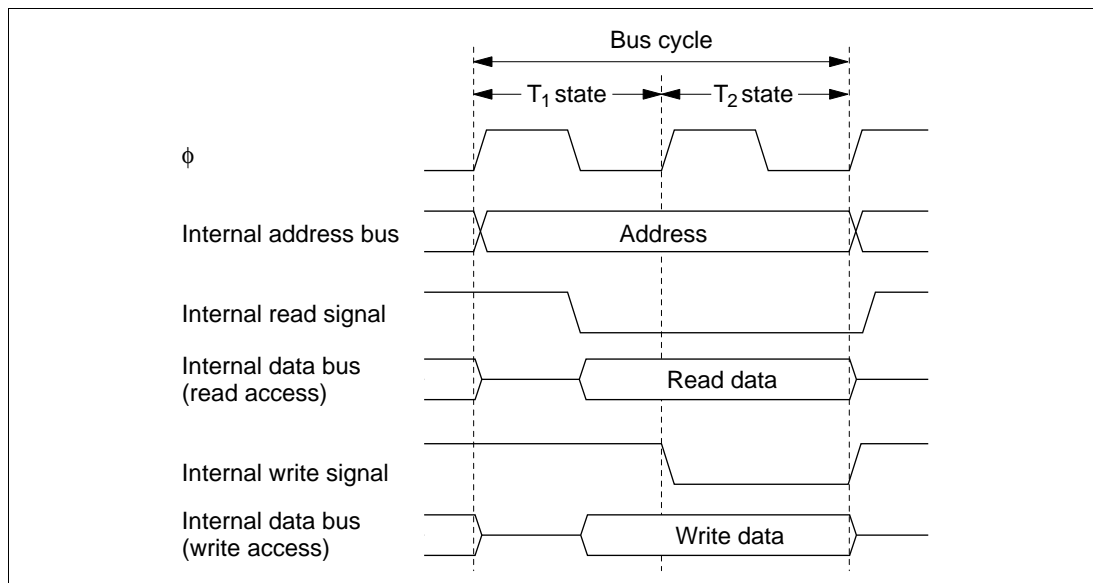 Bus cycle
T1 state
T2 state
ϕ
Internal address bus
Address
Internal read signal
Internal data bus
(read access)
Read data
Internal write signal
Internal data bus
(write access)
Write data